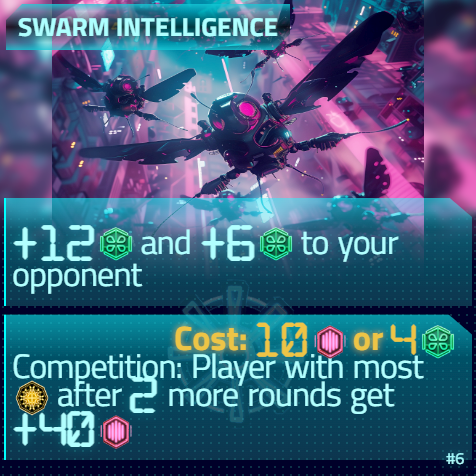 SWARM INTELLIGENCE
+12 and +6 to your
opponent
Cost: 10 or 4
Competition: Player with most
after 2 more rounds get
+40
#6